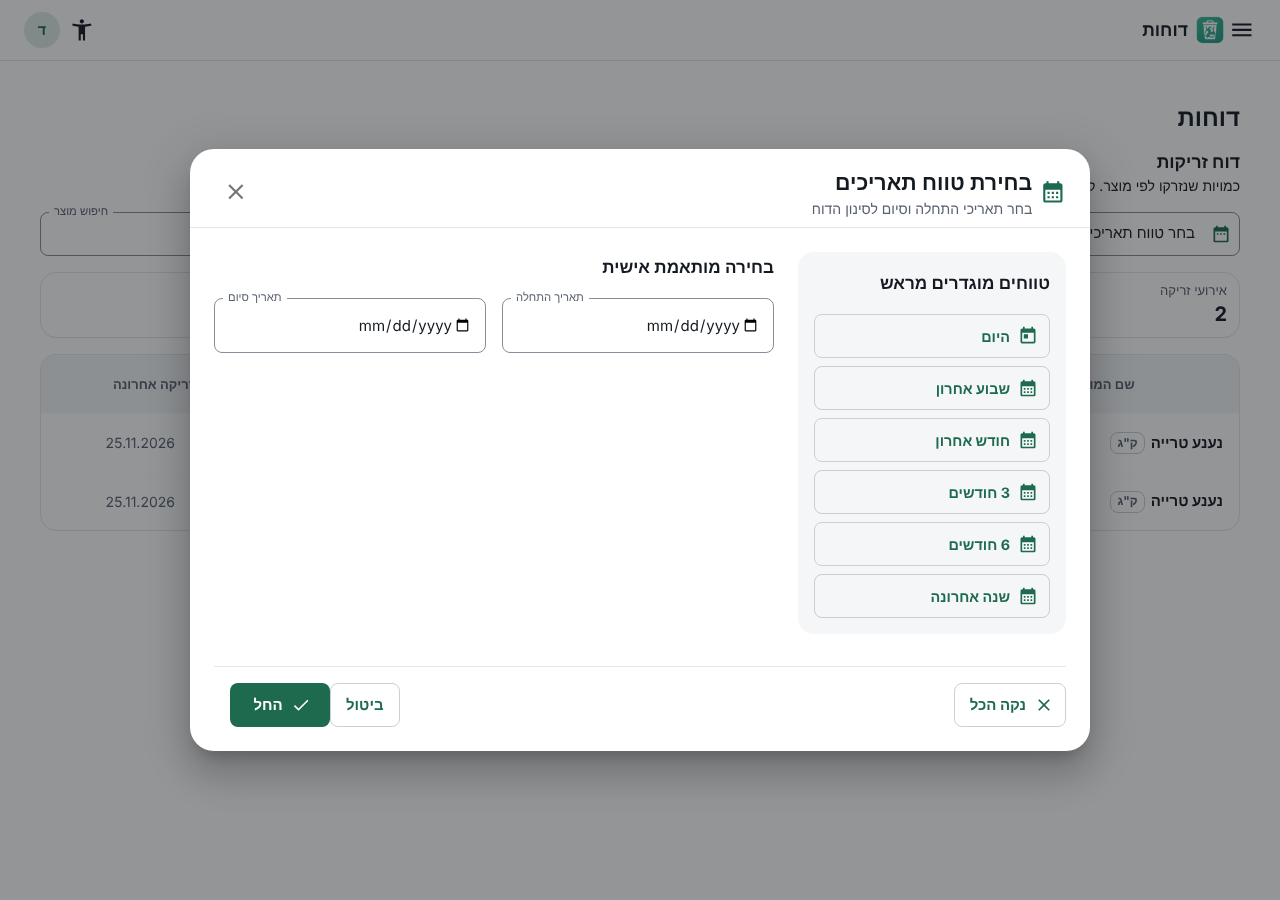 דוחות
ד
דוחות
דוח זריקות
כמויות שנזרקו לפי מוצר.
בחר טווח תאריכי
חיפוש מוצר
אירועי זריקה
2
שם המו
ריקה אחרונה
נענע טרייה
ק"ג
25.11.2026
נענע טרייה
ק"ג
25.11.2026
בחירת טווח תאריכים
בחר תאריכי התחלה וסיום לסינון הדוח
טווחים מוגדרים מראש
היום
שבוע אחרון
חודש אחרון
3 חודשים
6 חודשים
שנה אחרונה
בחירה מותאמת אישית
תאריך התחלה
mm/dd/yyyy
תאריך סיום
mm/dd/yyyy
נקה הכל
ביטול
החל